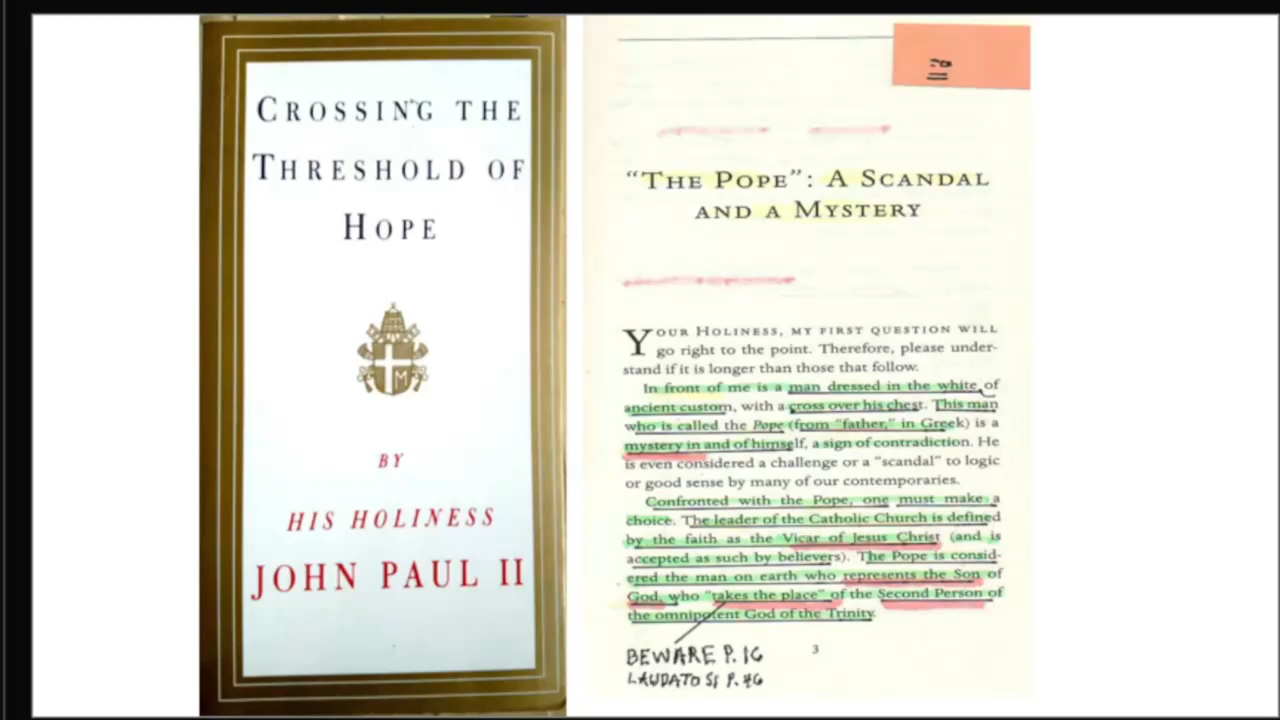 CROSSING THE
THRESHOLD OF
HOPE
M
BY
HIS HOLINESS
JOHN PAUL II
"THE POPE": A SCANDAL
AND A MYSTERY
YOUR HOLINESS, MY FIRST QUESTION WILL
go right to the point. Therefore, please under-
stand if it is longer than those that follow.
In front of me is a man dressed in the white of
ancient custom, with a cross over his chest. This man
who is called the Pope (from "father," in Greek) is a
mystery in and of himself, a sign of contradiction. He
is even considered a challenge or a "scandal" to logic
or good sense by many of our contemporaries.
Confronted with the Pope, one must make a
choice. The leader of the Catholic Church is defined
by the faith as the Vicar of Jesus Christ (and is
accepted as such by believers). The Pope is consid-
ered the man on earth who represents the Son of
God, who "takes the place" of the Second Person of
the omnipotent God of the Trinity.
3
BEWARE P. 16
LAUDATO SI P. 46